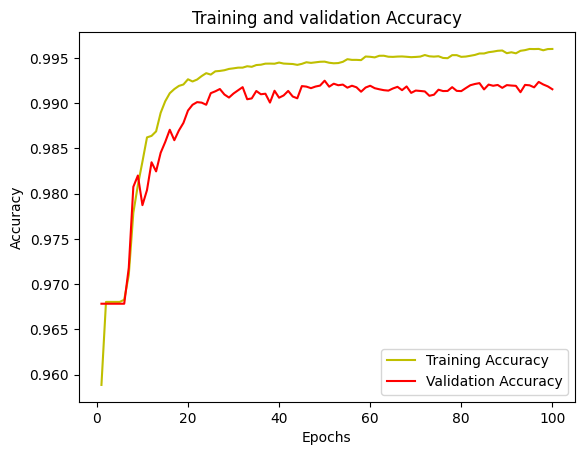 Training and validation Accuracy
0.995
0.990
0.985
0.980
0.975
0.970
0.965
0.960
Accuracy
0
20
40
60
80
100
Epochs
Training Accuracy
Validation Accuracy